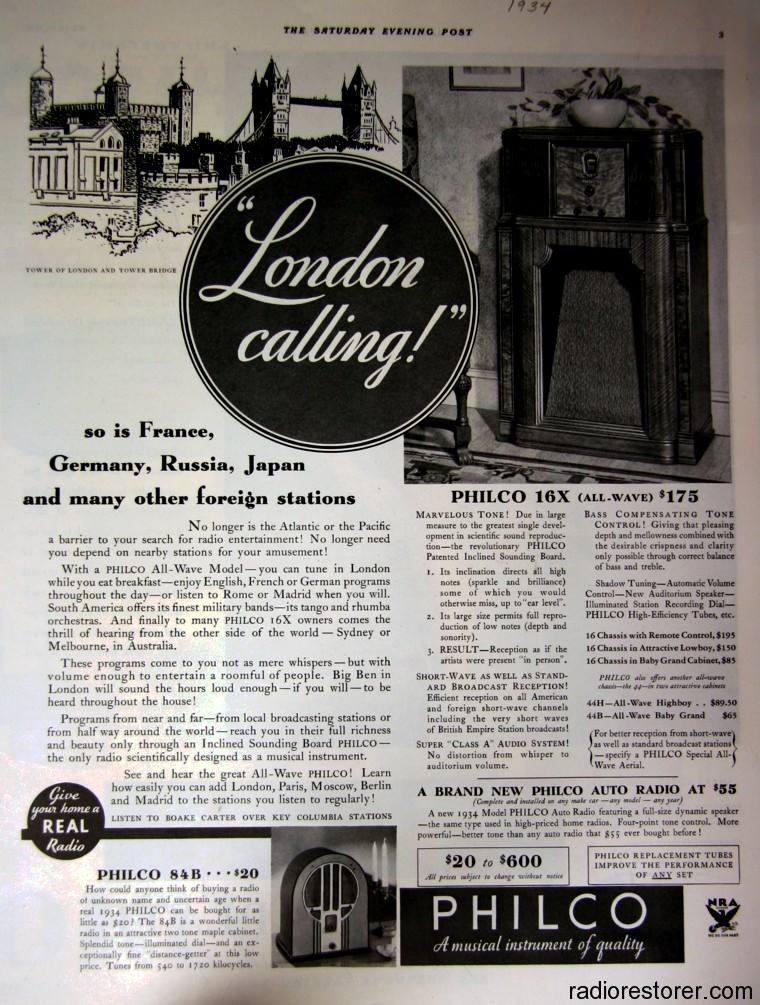 1934
THE SATURDAY EVENING POST
3
TOWER OF LONDON AND TOWER BRIDGE
"London
calling!"
so is France,
Germany, Russia, Japan
and many other foreign stations
No longer is the Atlantic or the Pacific
a barrier to your search for radio entertainment! No longer need
you depend on nearby stations for your amusement!
With a PHILCO All-Wave Model—you can tune in London
while you eat breakfast—enjoy English, French or German programs
throughout the day—or listen to Rome or Madrid when you will.
South America offers its finest military bands—its tango and rhumba
orchestras. And finally to many PHILCO 16X owners comes the
thrill of hearing from the other side of the world — Sydney or
Melbourne, in Australia.
These programs come to you not as mere whispers—but with
volume enough to entertain a roomful of people. Big Ben in
London will sound the hours loud enough—if you will—to be
heard throughout the house!
Programs from near and far—from local broadcasting stations or
from half way around the world—reach you in their full richness
and beauty only through an Inclined Sounding Board PHILCO—
the only radio scientifically designed as a musical instrument.
See and hear the great All-Wave PHILCO! Learn
how easily you can add London, Paris, Moscow, Berlin
and Madrid to the stations you listen to regularly!
LISTEN TO BOAKE CARTER OVER KEY COLUMBIA STATIONS
Give
your home a
REAL
Radio
PHILCO 84B · · · $20
How could anyone think of buying a radio
of unknown name and uncertain age when a
real 1934 PHILCO can be bought for as
little as $20? The 84B is a wonderful little
radio in an attractive two tone maple cabinet.
Splendid tone—illuminated dial—and an ex-
ceptionally fine "distance-getter" at this low
price. Tunes from 540 to 1720 kilocycles.
PHILCO 16X (ALL-WAVE) $175
MARVELOUS TONE! Due in large
measure to the greatest single devel-
opment in scientific sound reproduc-
tion—the revolutionary PHILCO
Patented Inclined Sounding Board.
1. Its inclination directs all high
notes (sparkle and brilliance)
some of which you would
otherwise miss, up to "ear level".
2. Its large size permits full repro-
duction of low notes (depth and
sonority).
3. RESULT—Reception as if the
artists were present "in person".
SHORT-WAVE AS WELL AS STAND-
ARD BROADCAST RECEPTION!
Efficient reception on all American
and foreign short-wave channels
including the very short waves
of British Empire Station broadcasts!
SUPER "CLASS A" AUDIO SYSTEM!
No distortion from whisper to
auditorium volume.
BASS COMPENSATING TONE
CONTROL! Giving that pleasing
depth and mellowness combined with
the desirable crispness and clarity
only possible through correct balance
of bass and treble.
Shadow Tuning—Automatic Volume
Control—New Auditorium Speaker—
Illuminated Station Recording Dial—
PHILCO High-Efficiency Tubes, etc.
16 Chassis with Remote Control, $195
16 Chassis in Attractive Lowboy, $150
16 Chassis in Baby Grand Cabinet, $85
PHILCO also offers another all-wave
chassis—the 44—in two attractive cabinets
44H—All-Wave Highboy . . $89.50
44B—All-Wave Baby Grand $65
For better reception from short-wave
as well as standard broadcast stations
—specify a PHILCO Special All-
Wave Aerial.
A BRAND NEW PHILCO AUTO RADIO AT $55
(Complete and installed on any make car—any model—any year)
A new 1934 Model PHILCO Auto Radio featuring a full-size dynamic speaker
—the same type used in high-priced home radios. Four-point tone control. More
powerful—better tone than any auto radio that $55 ever bought before!
$20 to $600
All prices subject to change without notice
PHILCO REPLACEMENT TUBES
IMPROVE THE PERFORMANCE
OF ANY SET
PHILCO
A musical instrument of quality
NRA
WE DO OUR PART
radiorestorer.com